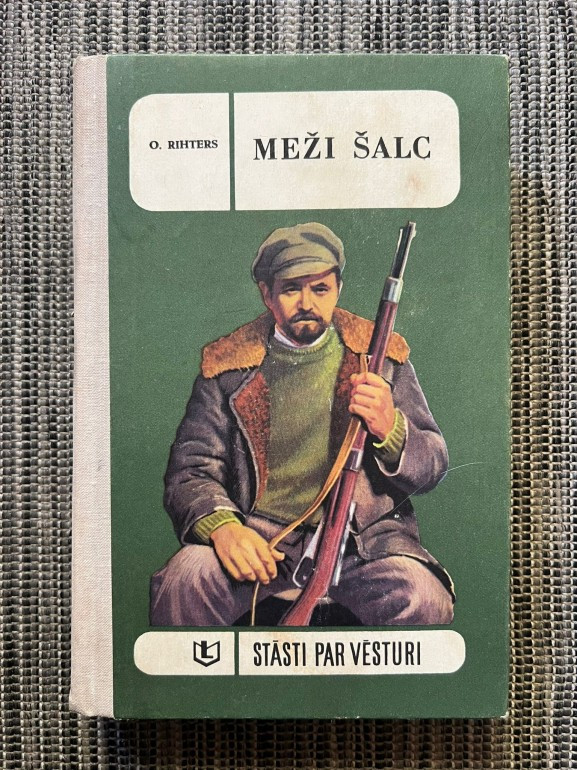 O. RIHTERS
MEŽI ŠALC
STĀSTI PAR VĒSTURI